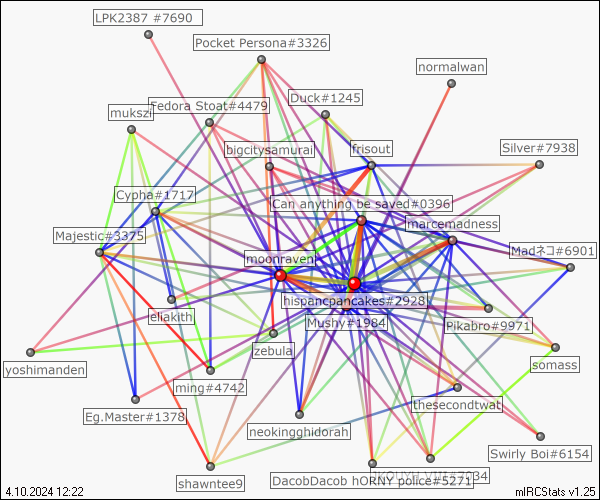 LPK2387 #7690
Pocket Persona#3326
normalwan
Duck#1245
Fedora Stoat#4479
mukszi
bigcitysamurai
frisout
Silver#7938
Cypha#1717
Can anything be saved#0396
marcemadness
Majestic#3375
Madネコ#6901
moonraven
hispancpancakes#2928
eliakith
Mushy#1984
Pikabro#9971
zebula
yoshimanden
somass
ming#4742
thesecondtwat
Eg.Master#1378
neokingghidorah
Swirly Boi#6154
shawntee9
DacobDacob hORNY police#5271
4.10.2024 12:22
mIRCStats v1.25